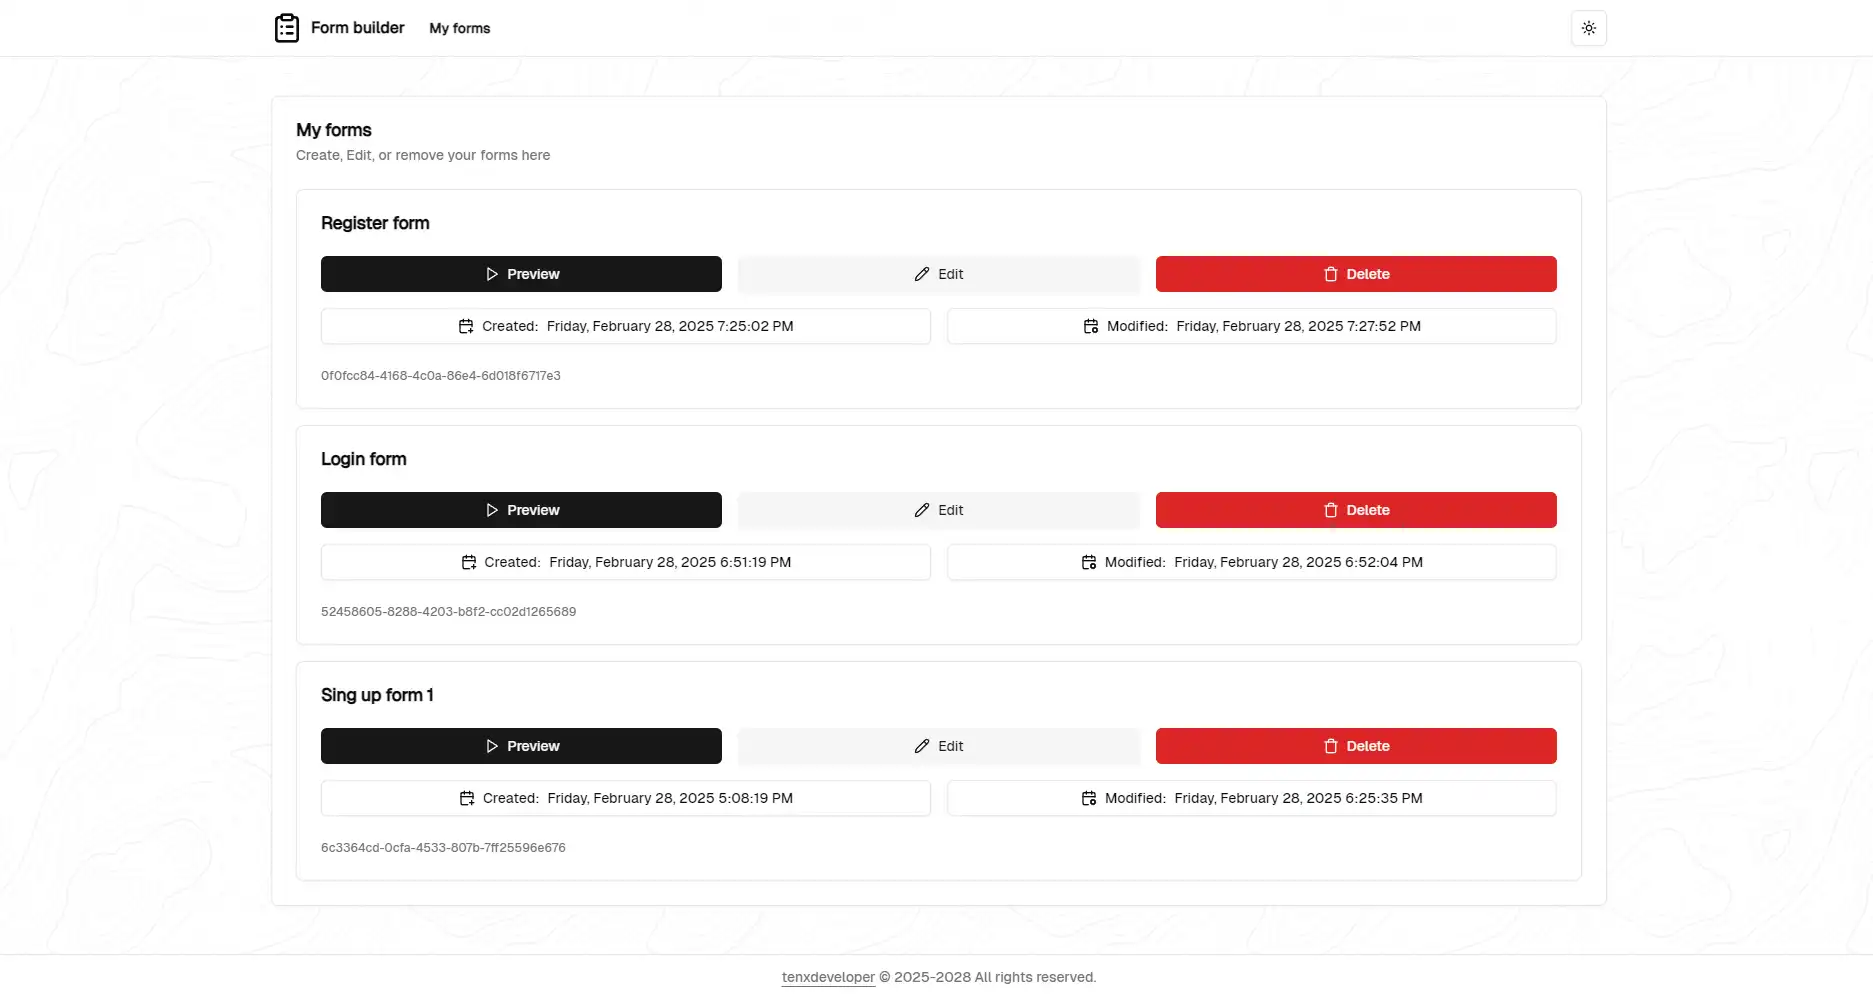 Form builder My forms
My forms
Create, Edit, or remove your forms here
Register form
Preview Edit Delete
Created: Friday, February 28, 2025 7:25:02 PM Modified: Friday, February 28, 2025 7:27:52 PM
0f0fcc84-4168-4c0a-86e4-6d018f6717e3
Login form
Preview Edit Delete
Created: Friday, February 28, 2025 6:51:19 PM Modified: Friday, February 28, 2025 6:52:04 PM
52458605-8288-4203-b8f2-cc02d1265689
Sing up form 1
Preview Edit Delete
Created: Friday, February 28, 2025 5:08:19 PM Modified: Friday, February 28, 2025 6:25:35 PM
6c3364cd-0cfa-4533-807b-7ff25596e676
tenxdeveloper © 2025-2028 All rights reserved.